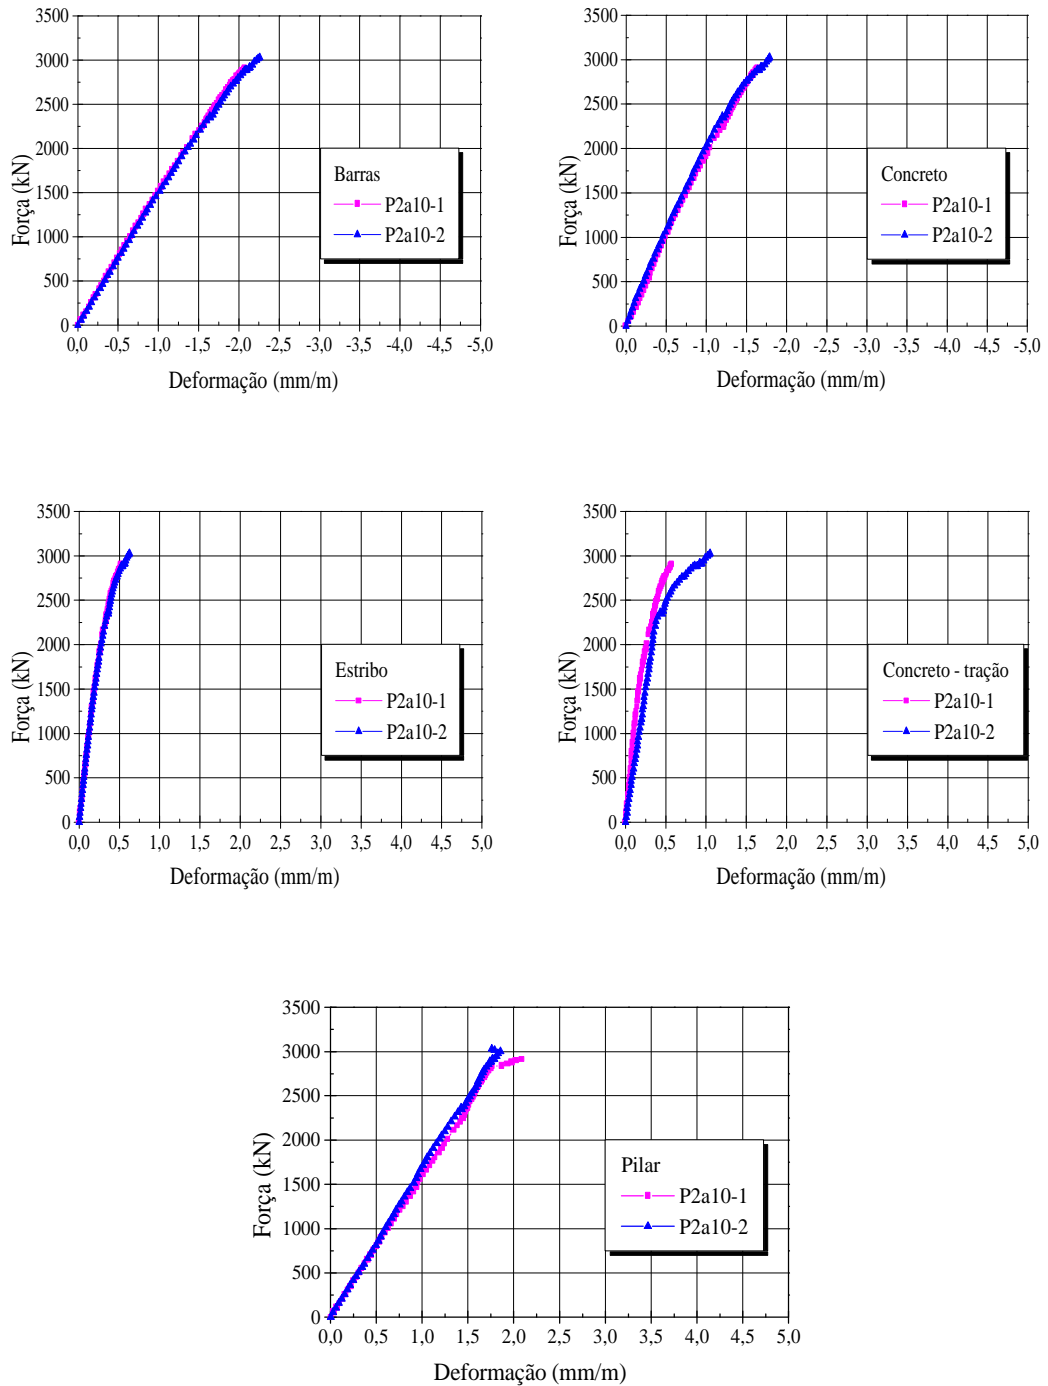 3500
3000
2500
2000
1500
1000
500
0
Força (kN)
0,0 -0,5 -1,0 -1,5 -2,0 -2,5 -3,0 -3,5 -4,0 -4,5 -5,0
Deformação (mm/m)
Barras
P2a10-1
P2a10-2
3500
3000
2500
2000
1500
1000
500
0
Força (kN)
0,0 -0,5 -1,0 -1,5 -2,0 -2,5 -3,0 -3,5 -4,0 -4,5 -5,0
Deformação (mm/m)
Concreto
P2a10-1
P2a10-2
3500
3000
2500
2000
1500
1000
500
0
Força (kN)
0,0 0,5 1,0 1,5 2,0 2,5 3,0 3,5 4,0 4,5 5,0
Deformação (mm/m)
Estribo
P2a10-1
P2a10-2
3500
3000
2500
2000
1500
1000
500
0
Força (kN)
0,0 0,5 1,0 1,5 2,0 2,5 3,0 3,5 4,0 4,5 5,0
Deformação (mm/m)
Concreto - tração
P2a10-1
P2a10-2
3500
3000
2500
2000
1500
1000
500
0
Força (kN)
0,0 0,5 1,0 1,5 2,0 2,5 3,0 3,5 4,0 4,5 5,0
Deformação (mm/m)
Pilar
P2a10-1
P2a10-2